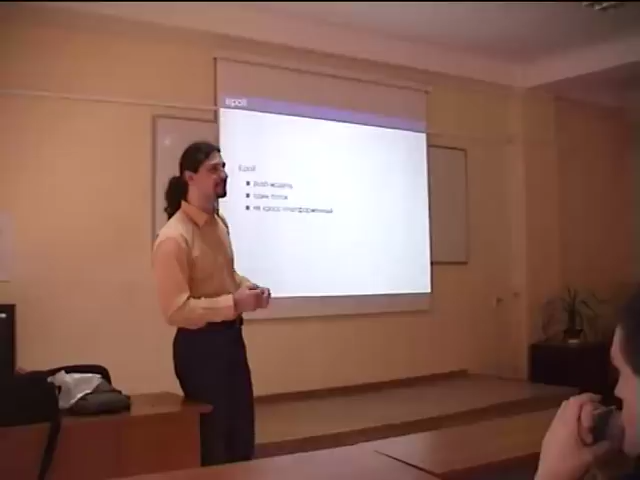 epoll
Epoll
push-модель
один поток
не кросс-платформенный